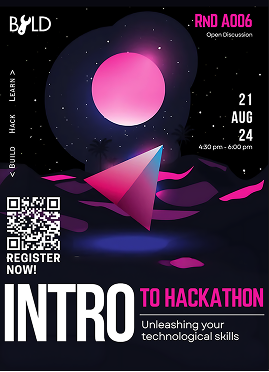 BOLD
RnD A006
Open Discussion
21
AUG
24
4:30 pm - 6:00 pm
< Build   Hack   Learn >
REGISTER
NOW!
INTRO
TO HACKATHON
Unleashing your
technological skills